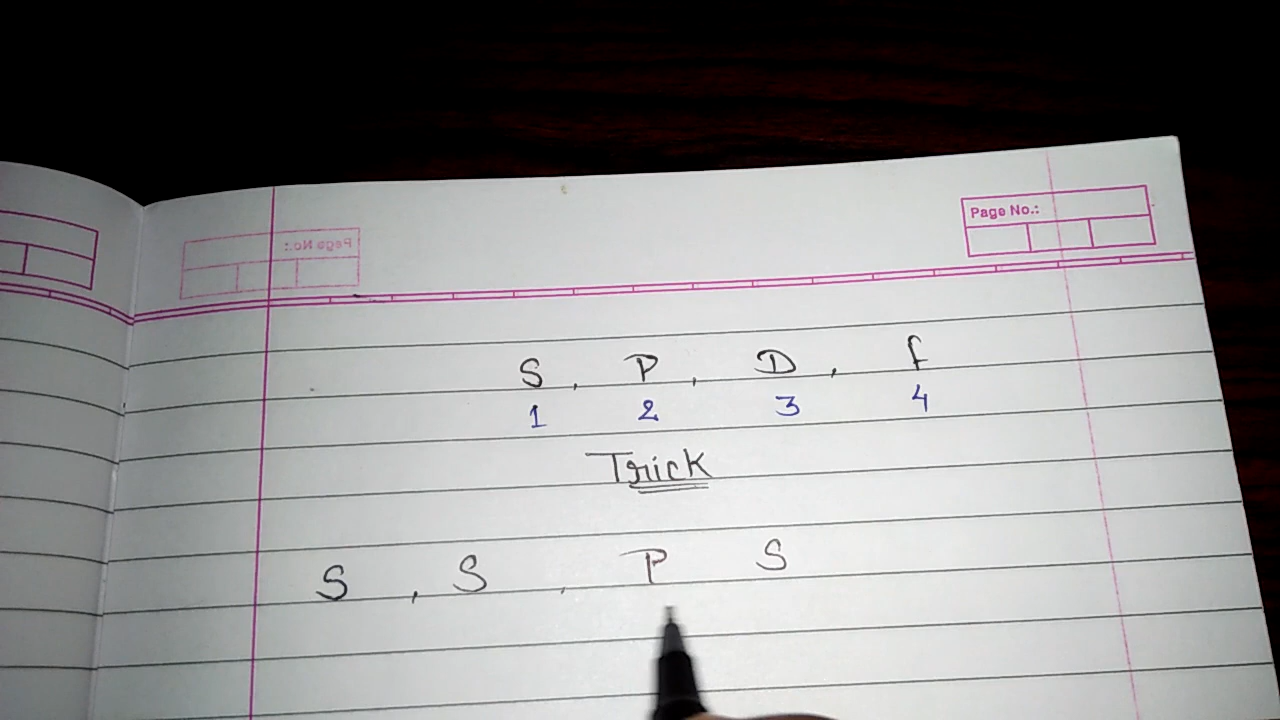 Page No.:
Page No.:
S , P , D , f
1 2 3 4
Trick
S , S , P S